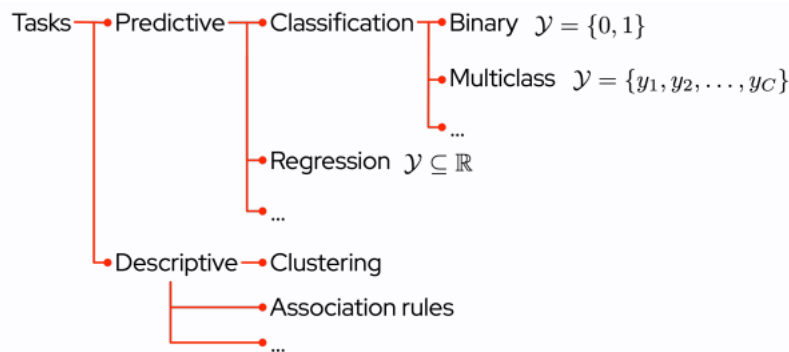 Tasks Predictive Classification Binary 𝒴 = {0, 1}
Multiclass 𝒴 = {y₁, y₂, . . . , y_C}
...
Regression 𝒴 ⊆ ℝ
...
Descriptive Clustering
Association rules
...